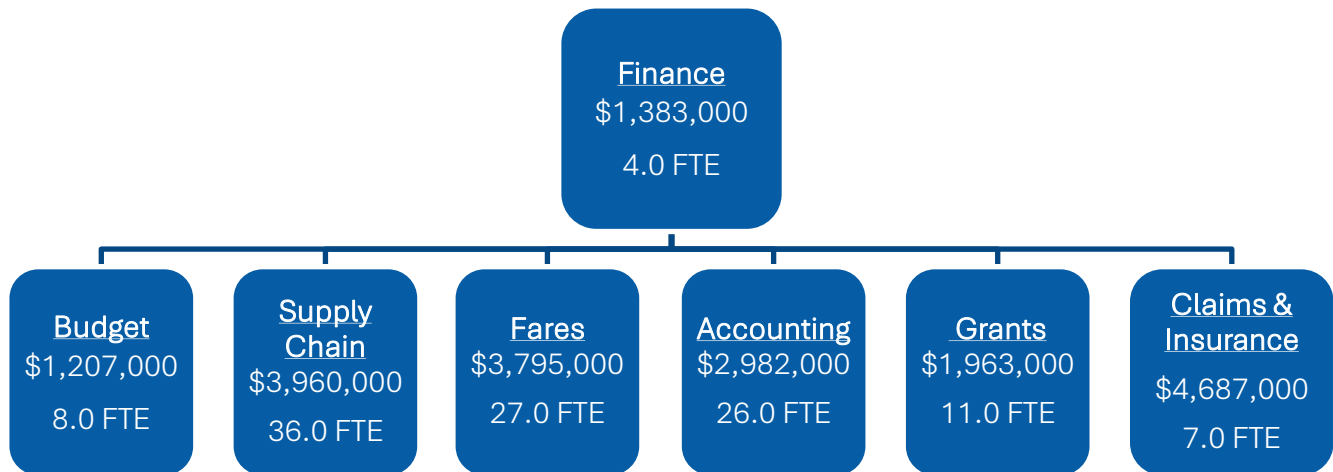 Finance
$1,383,000
4.0 FTE
Budget
$1,207,000
8.0 FTE
Supply
Chain
$3,960,000
36.0 FTE
Fares
$3,795,000
27.0 FTE
Accounting
$2,982,000
26.0 FTE
Grants
$1,963,000
11.0 FTE
Claims &
Insurance
$4,687,000
7.0 FTE